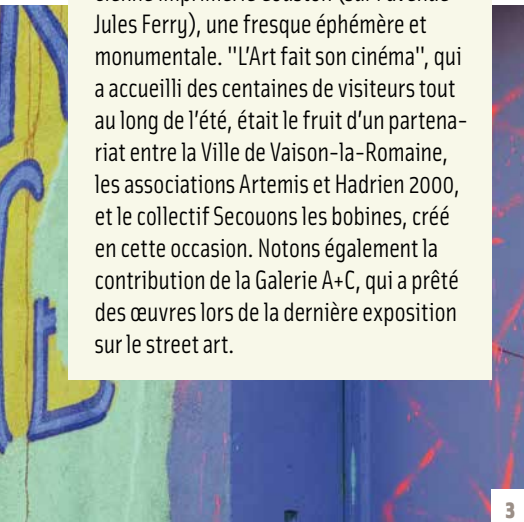 Jules Ferry), une fresque éphémère et
monumentale. "L'Art fait son cinéma", qui
a accueilli des centaines de visiteurs tout
au long de l'été, était le fruit d'un partena-
riat entre la Ville de Vaison-la-Romaine,
les associations Artemis et Hadrien 2000,
et le collectif Secouons les bobines, créé
en cette occasion. Notons également la
contribution de la Galerie A+C, qui a prêté
des œuvres lors de la dernière exposition
sur le street art.
3